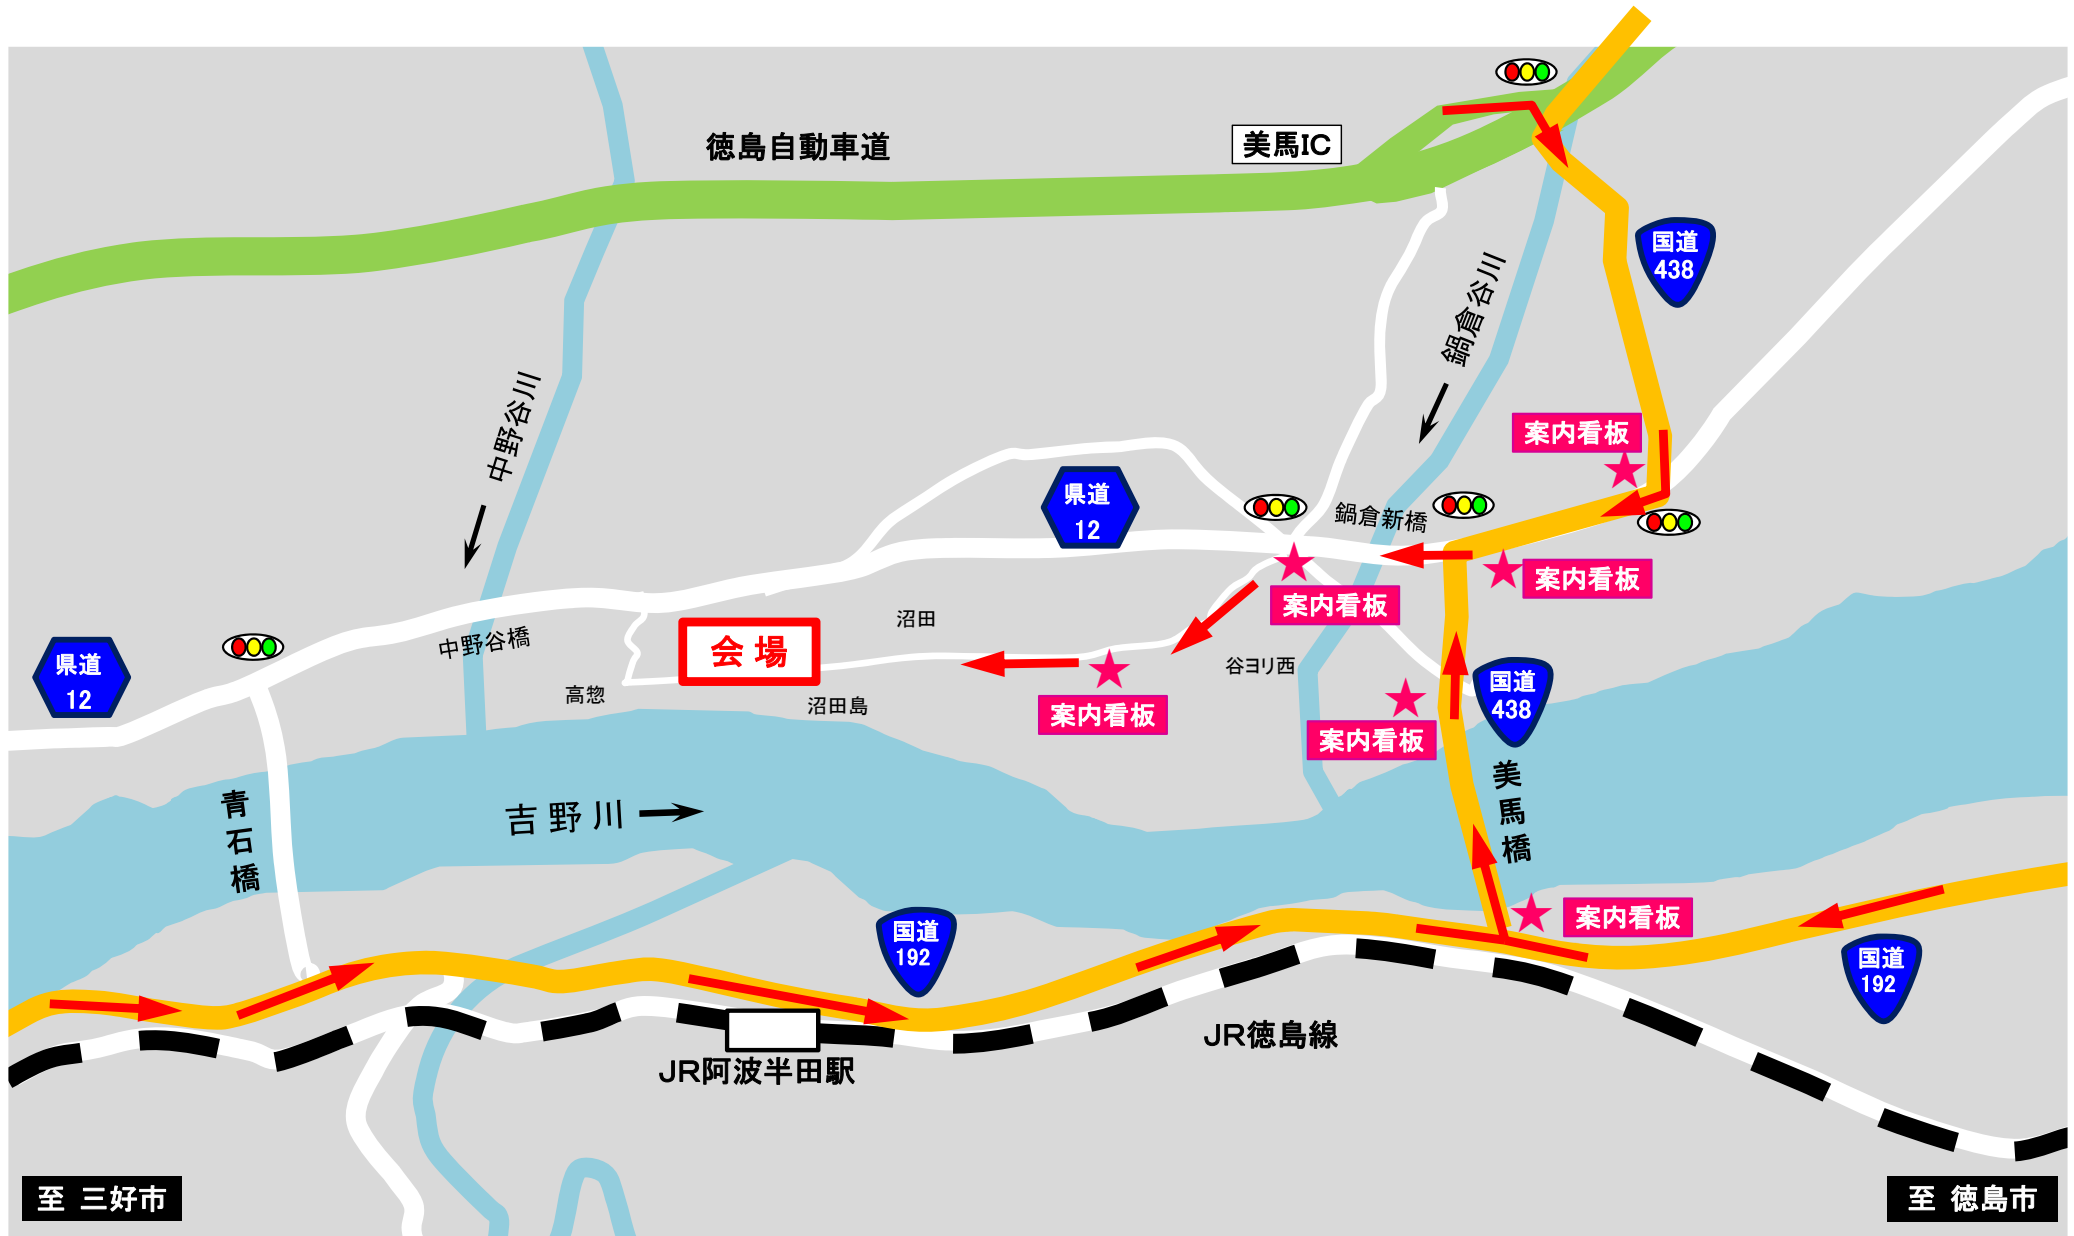 徳島自動車道
美馬IC
国道
438
鍋倉谷川
中野谷川
案内看板
県道
12
鍋倉新橋
案内看板
案内看板
沼田
中野谷橋
会場
谷ヨリ西
県道
12
高惣
沼田島
案内看板
国道
438
案内看板
美馬橋
青石橋
吉野川
案内看板
国道
192
国道
192
JR徳島線
JR阿波半田駅
至 三好市
至 徳島市